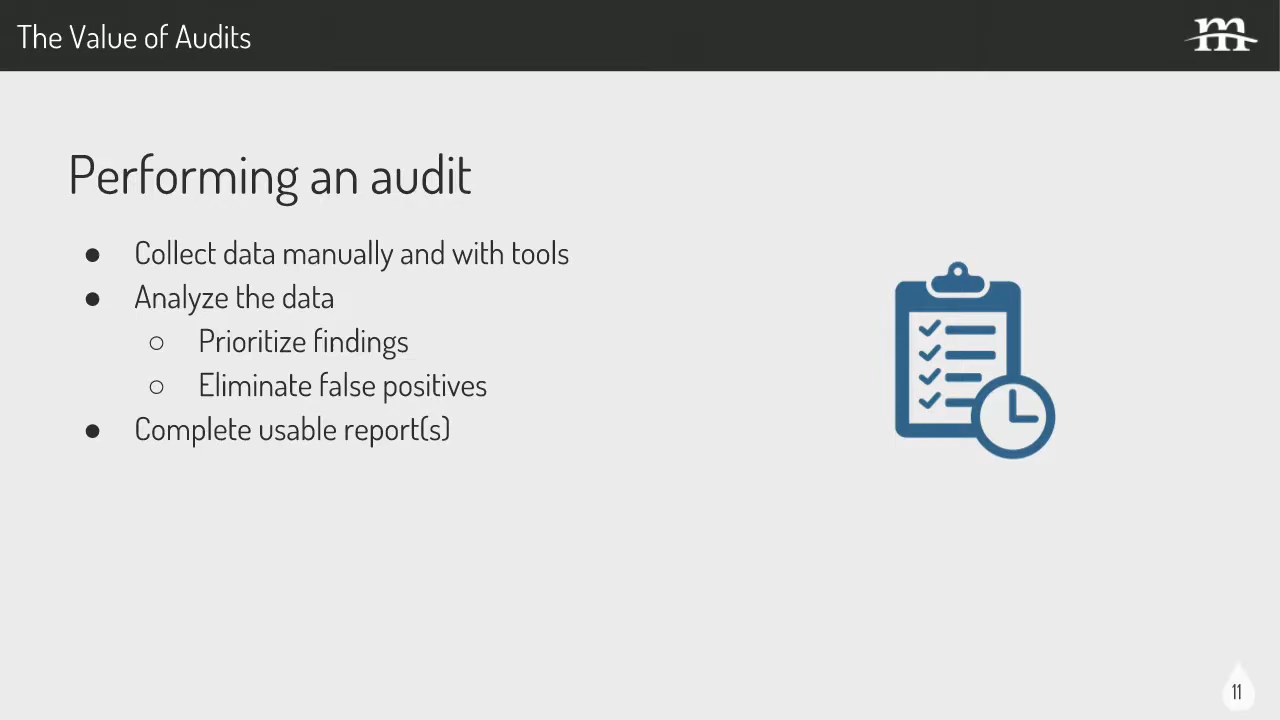 The Value of Audits
m
Performing an audit
● Collect data manually and with tools
● Analyze the data
○ Prioritize findings
○ Eliminate false positives
● Complete usable report(s)
11